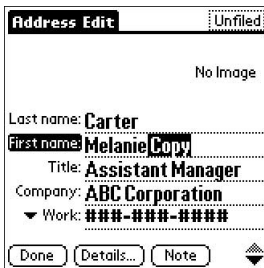 Address Edit Unfiled
No Image
Last name: Carter
First name: Melanie Copy
Title: Assistant Manager
Company: ABC Corporation
Work: ###-###-####
Done Details... Note